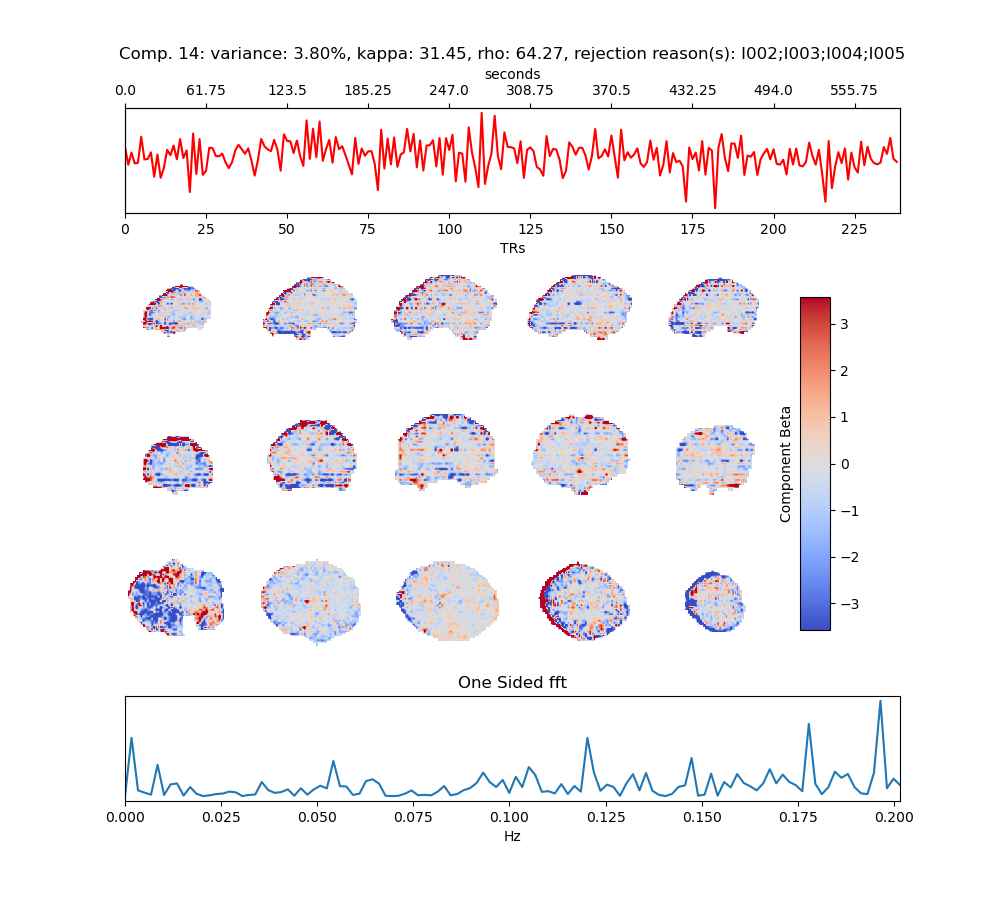 Comp. 14: variance: 3.80%, kappa: 31.45, rho: 64.27, rejection reason(s): I002;I003;I004;I005
seconds
0.0 61.75 123.5 185.25 247.0 308.75 370.5 432.25 494.0 555.75
0 25 50 75 100 125 150 175 200 225
TRs
3
2
1
0
−1
−2
−3
Component Beta
One Sided fft
0.000 0.025 0.050 0.075 0.100 0.125 0.150 0.175 0.200
Hz